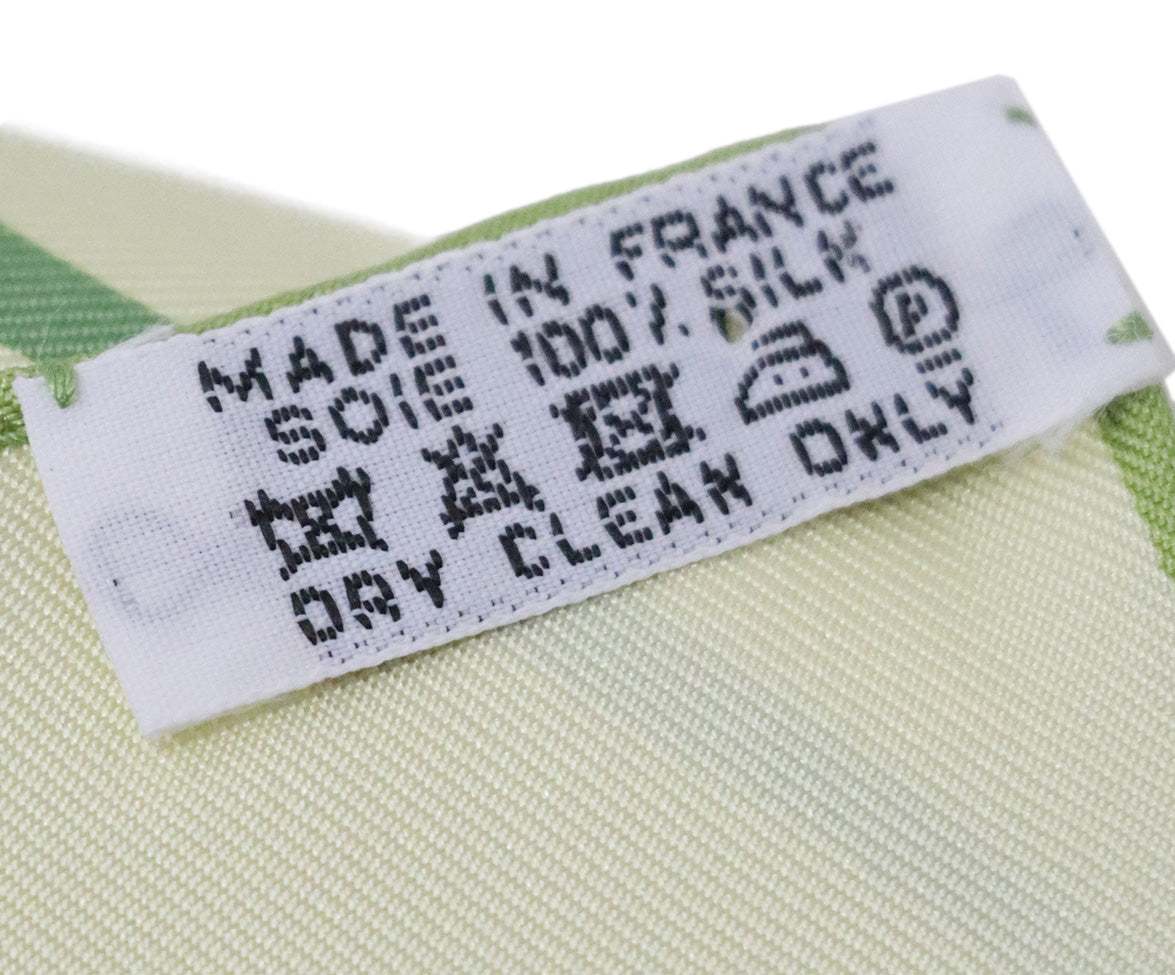 MADE IN FRANCE
SOIE 100% SILK
P
DRY CLEAN ONLY